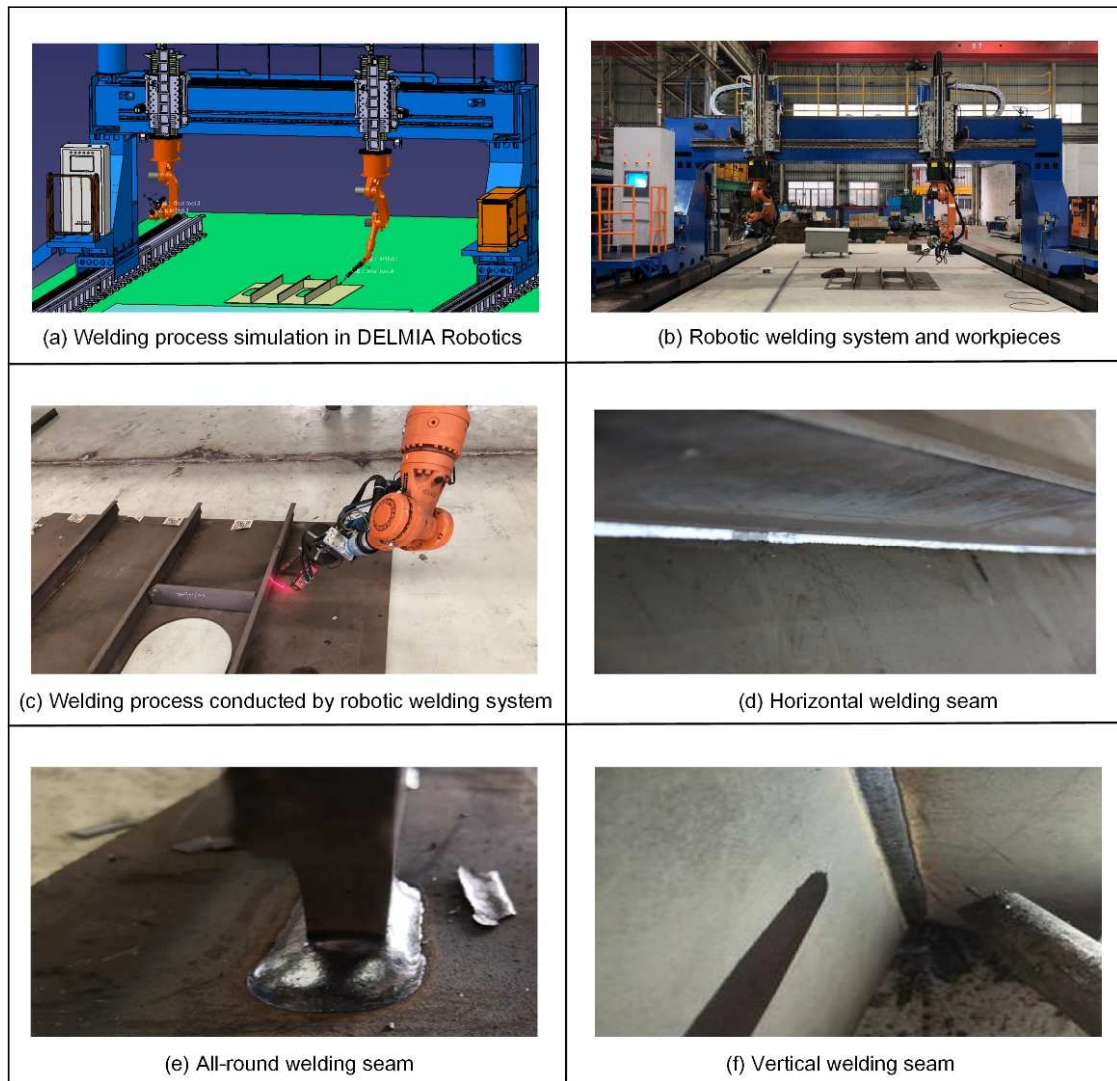 (a) Welding process simulation in DELMIA Robotics
(b) Robotic welding system and workpieces
(c) Welding process conducted by robotic welding system
(d) Horizontal welding seam
(e) All-round welding seam
(f) Vertical welding seam